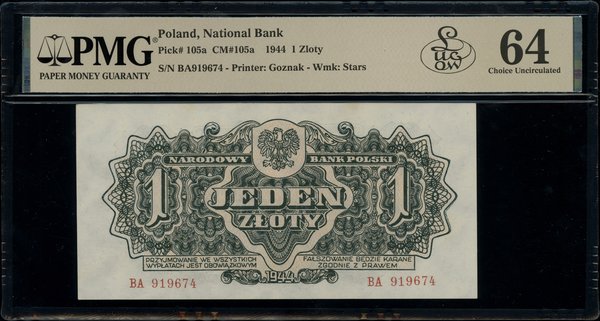 PMG
PAPER MONEY GUARANTY
Poland, National Bank
Pick# 105a CM#105a 1944 1 Zloty
S/N BA919674 - Printer: Goznak - Wmk: Stars
Lucow
64
Choice Uncirculated
NARODOWY BANK POLSKI
1 JEDEN 1
ZŁOTY
PRZYJMOWANIE WE WSZYSTKICH
WYPŁATACH JEST OBOWIĄZKOWYM
FAŁSZOWANIE BĘDZIE KARANE
ZGODNIE Z PRAWEM
1944
BA 919674
BA 919674